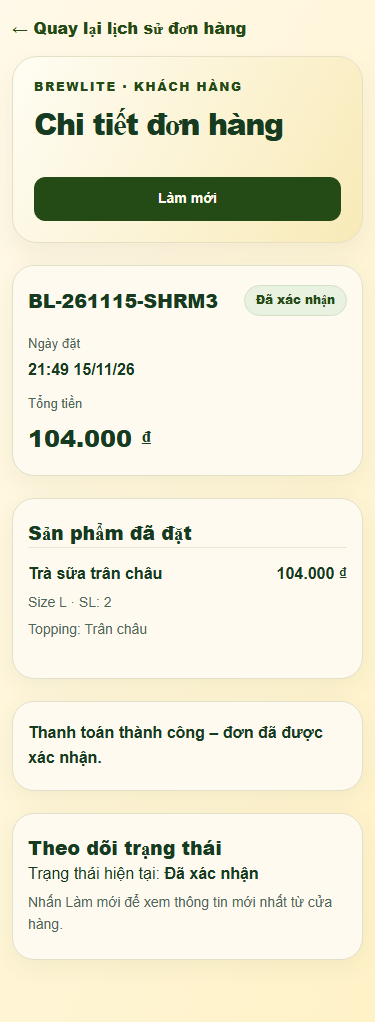 ← Quay lại lịch sử đơn hàng
BREWLITE · KHÁCH HÀNG
Chi tiết đơn hàng
Làm mới
BL-261115-SHRM3
Đã xác nhận
Ngày đặt
21:49 15/11/26
Tổng tiền
104.000 ₫
Sản phẩm đã đặt
Trà sữa trân châu 104.000 ₫
Size L · SL: 2
Topping: Trân châu
Thanh toán thành công – đơn đã được
xác nhận.
Theo dõi trạng thái
Trạng thái hiện tại: Đã xác nhận
Nhấn Làm mới để xem thông tin mới nhất từ cửa
hàng.